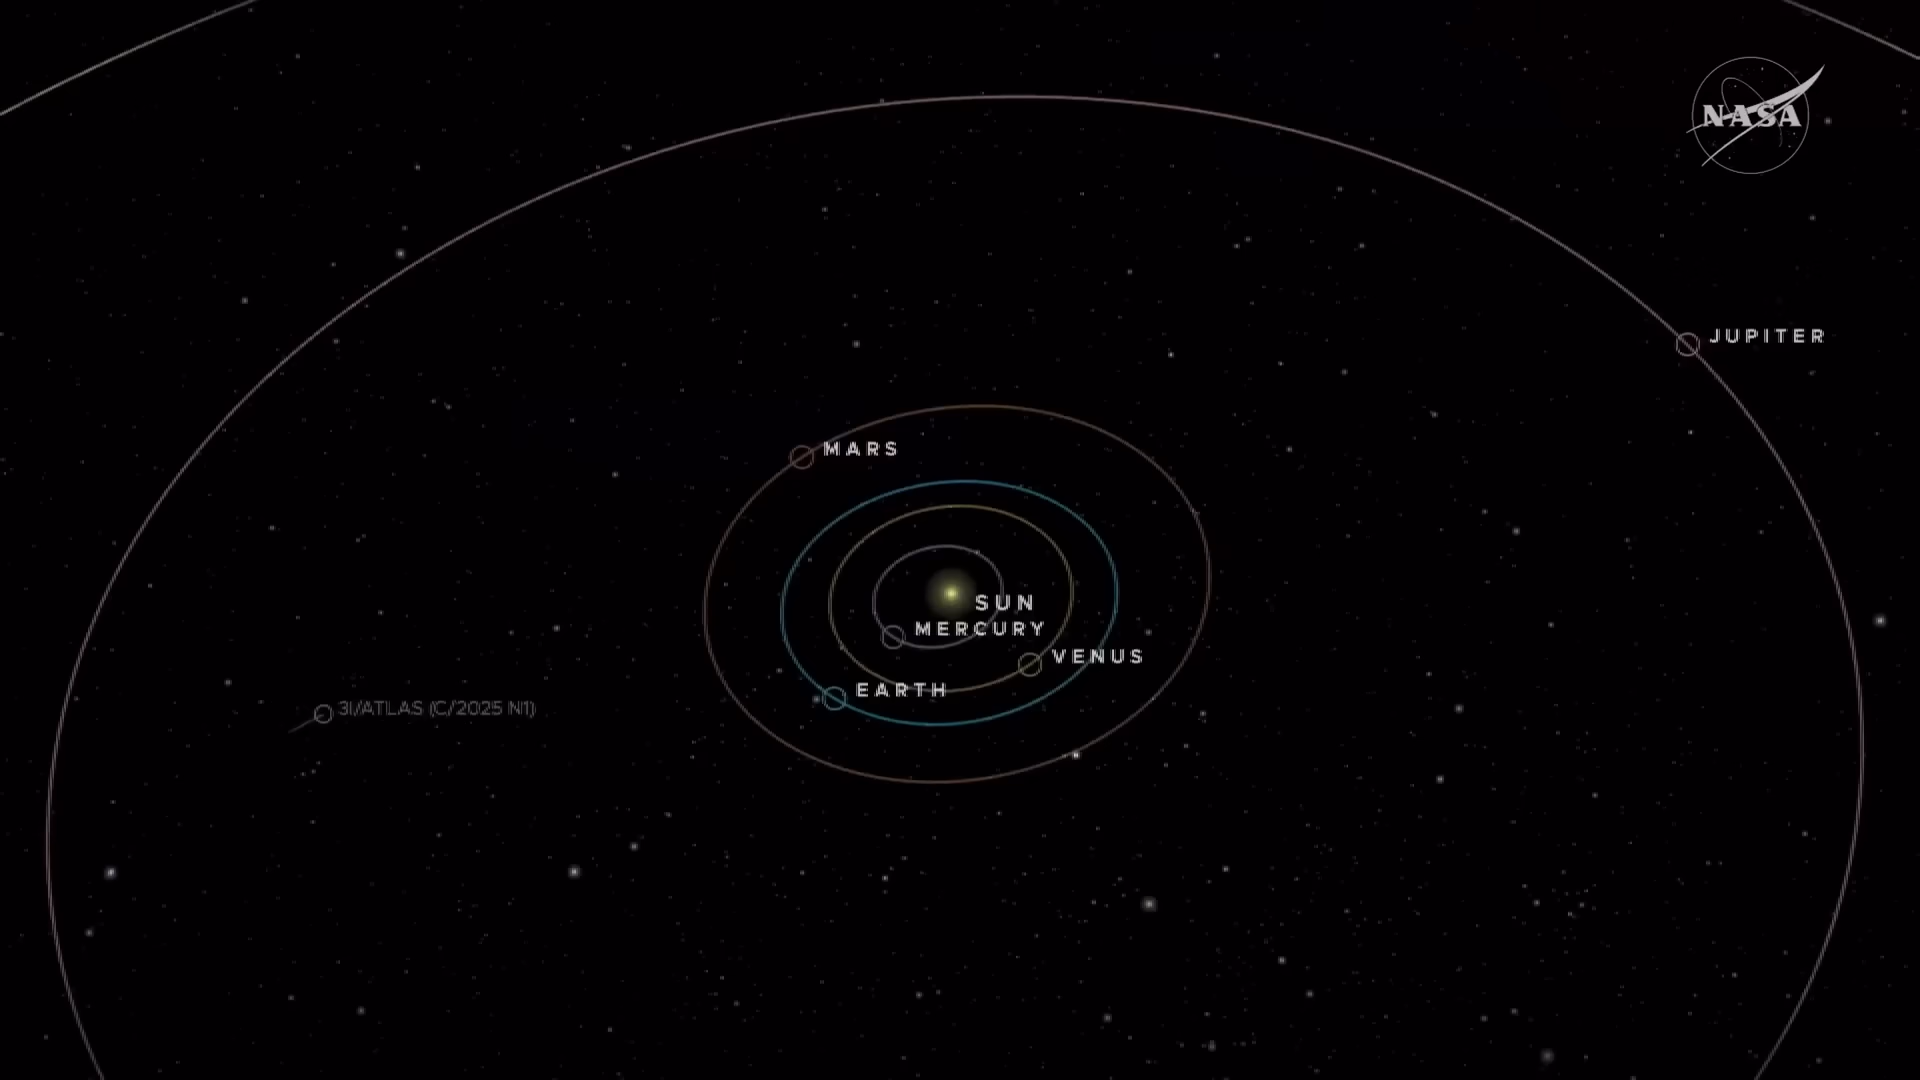 NASA
JUPITER
MARS
SUN
MERCURY
VENUS
EARTH
3I/ATLAS (C/2025 N1)